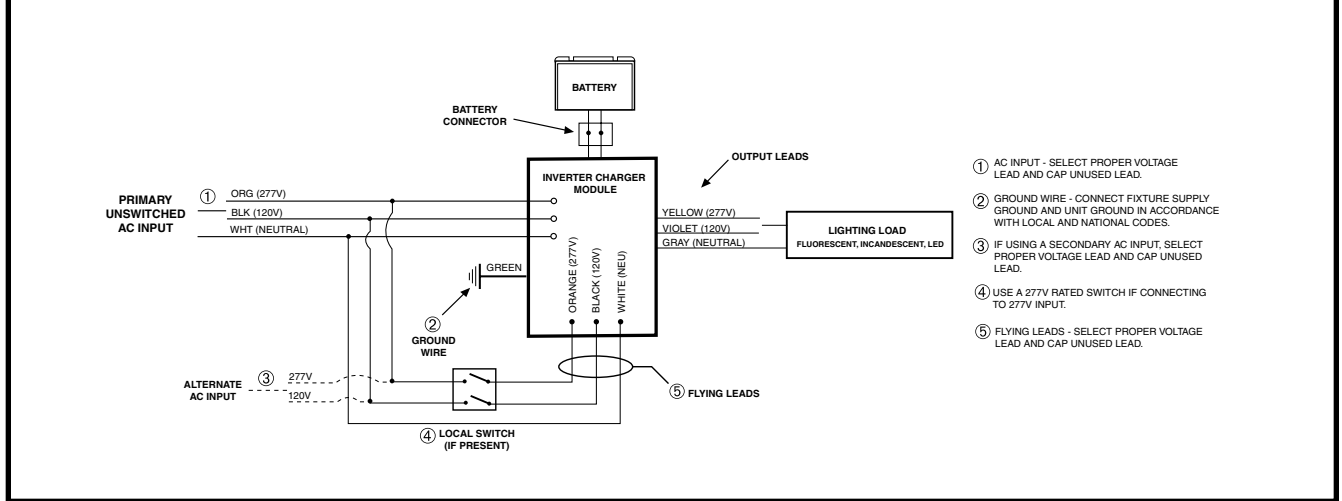 BATTERY
BATTERY
CONNECTOR
OUTPUT LEADS
INVERTER CHARGER
MODULE
PRIMARY
UNSWITCHED
AC INPUT
①
ORG (277V)
BLK (120V)
WHT (NEUTRAL)
YELLOW (277V)
VIOLET (120V)
GRAY (NEUTRAL)
LIGHTING LOAD
FLUORESCENT, INCANDESCENT, LED
GREEN
②
GROUND
WIRE
ORANGE (277V)
BLACK (120V)
WHITE (NEU)
ALTERNATE
AC INPUT
③
277V
120V
④ LOCAL SWITCH
(IF PRESENT)
⑤ FLYING LEADS
① AC INPUT - SELECT PROPER VOLTAGE
LEAD AND CAP UNUSED LEAD.
② GROUND WIRE - CONNECT FIXTURE SUPPLY
GROUND AND UNIT GROUND IN ACCORDANCE
WITH LOCAL AND NATIONAL CODES.
③ IF USING A SECONDARY AC INPUT, SELECT
PROPER VOLTAGE LEAD AND CAP UNUSED
LEAD.
④ USE A 277V RATED SWITCH IF CONNECTING
TO 277V INPUT.
⑤ FLYING LEADS - SELECT PROPER VOLTAGE
LEAD AND CAP UNUSED LEAD.